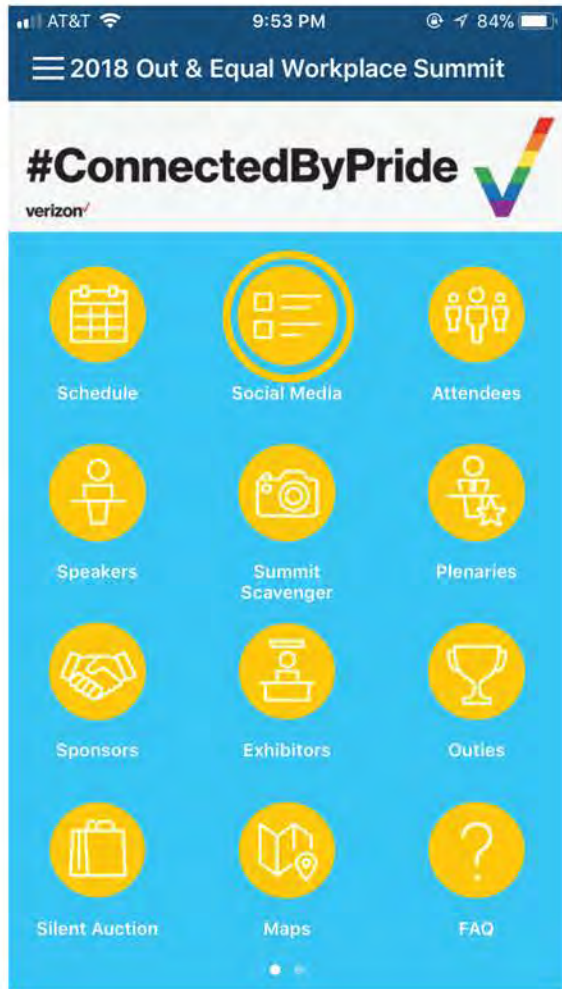 AT&T 9:53 PM 84%
2018 Out & Equal Workplace Summit
#ConnectedByPride
verizon
Schedule Social Media Attendees
Speakers Summit Scavenger Plenaries
Sponsors Exhibitors Outies
Silent Auction Maps FAQ